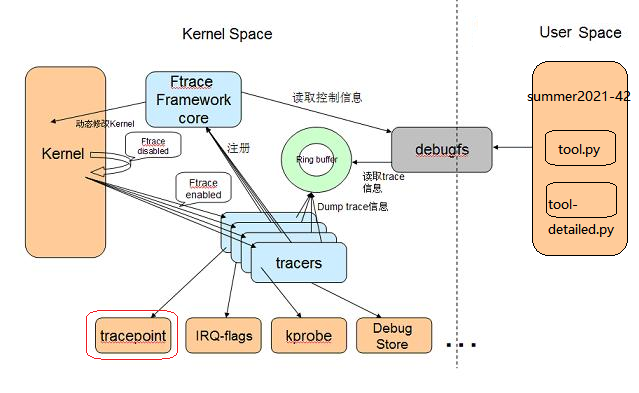 Kernel Space
User Space
Ftrace
Framework
core
读取控制信息
summer2021-42
动态修改Kernel
Kernel
Ftrace
disabled
注册
Ring buffer
debugfs
tool.py
读取trace
信息
Ftrace
enabled
Dump trace信息
tool-
detailed.py
tracers
tracepoint
IRQ-flags
kprobe
Debug
Store
...